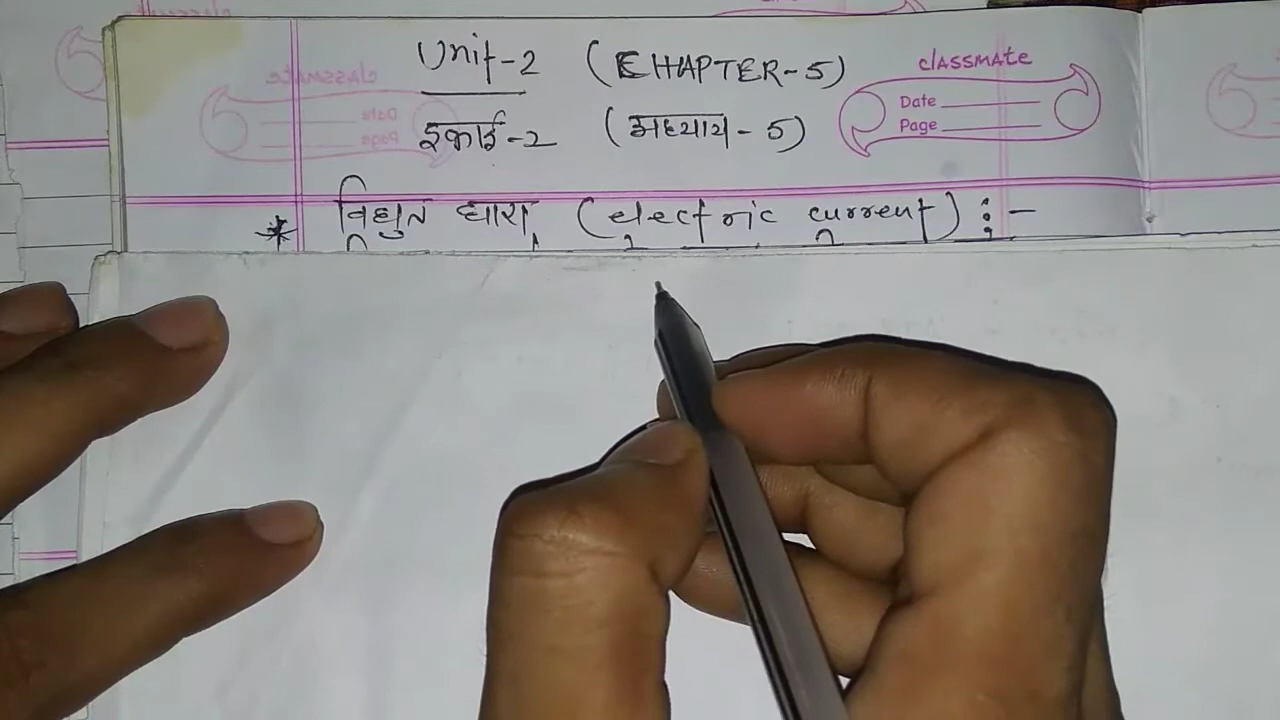 Unit-2 (CHAPTER-5)
classmate
Date
Page
इकाई-2 (अध्याय-5)
* विधुत धारा (electric current) :-